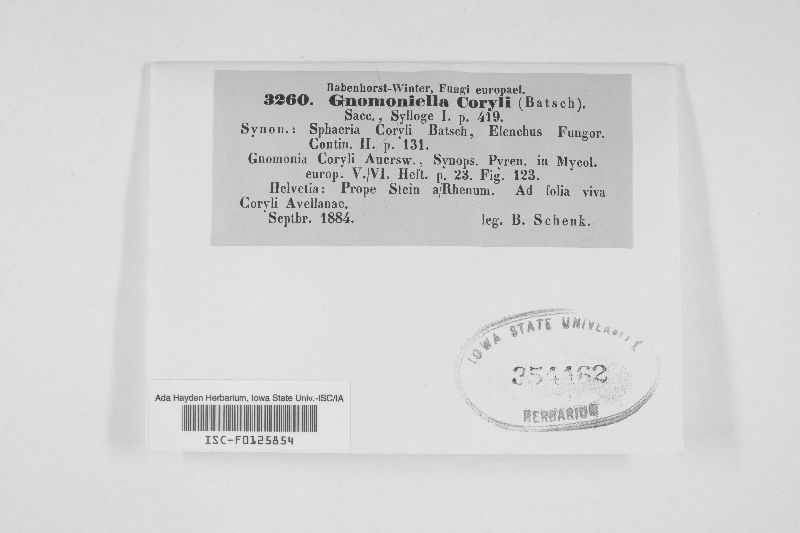 Rabenhorst-Winter, Fungi europaei.
3260. Gnomoniella Coryli (Batsch).
Sacc., Sylloge I. p. 419.
Synon.: Sphaeria Coryli Batsch, Elenchus Fungor.
Contin. II. p. 131.
Gnomonia Coryli Auersw., Synops. Pyren. in Mycol.
europ. V./VI. Heft. p. 23. Fig. 123.
Helvetia: Prope Stein a/Rhenum. Ad folia viva
Coryli Avellanae.
Septbr. 1884. leg. B. Schenk.
IOWA STATE UNIVERSITY
354462
HERBARIUM
Ada Hayden Herbarium, Iowa State Univ.-ISC/IA
ISC-F0125854